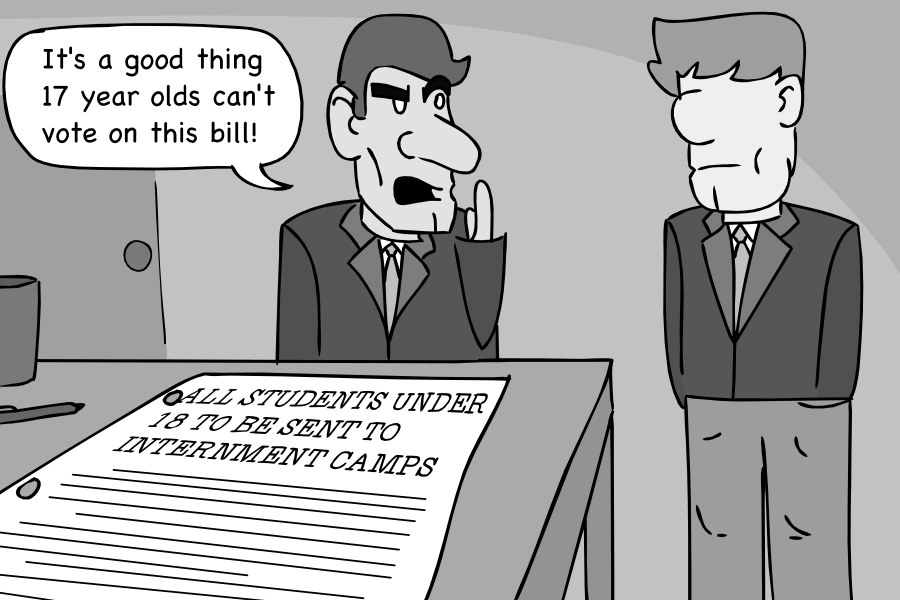 It's a good thing
17 year olds can't
vote on this bill!
ALL STUDENTS UNDER
18 TO BE SENT TO
INTERNMENT CAMPS